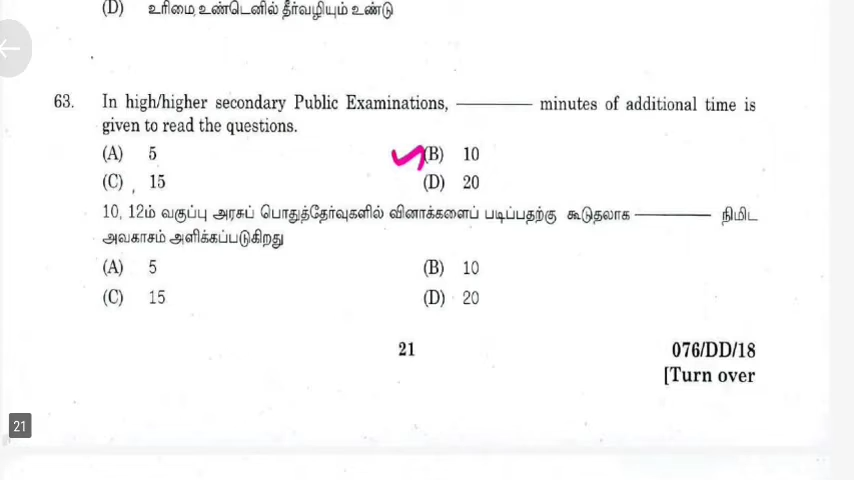 (D) உரிமை உண்டெனில் தீர்வழியும் உண்டு
63. In high/higher secondary Public Examinations, ———— minutes of additional time is
given to read the questions.
(A) 5 (B) 10
(C) 15 (D) 20
10, 12ம் வகுப்பு அரசுப் பொதுத்தேர்வுகளில் வினாக்களைப் படிப்பதற்கு கூடுதலாக ———— நிமிட
அவகாசம் அளிக்கப்படுகிறது
(A) 5 (B) 10
(C) 15 (D) 20
21 076/DD/18
[Turn over
21